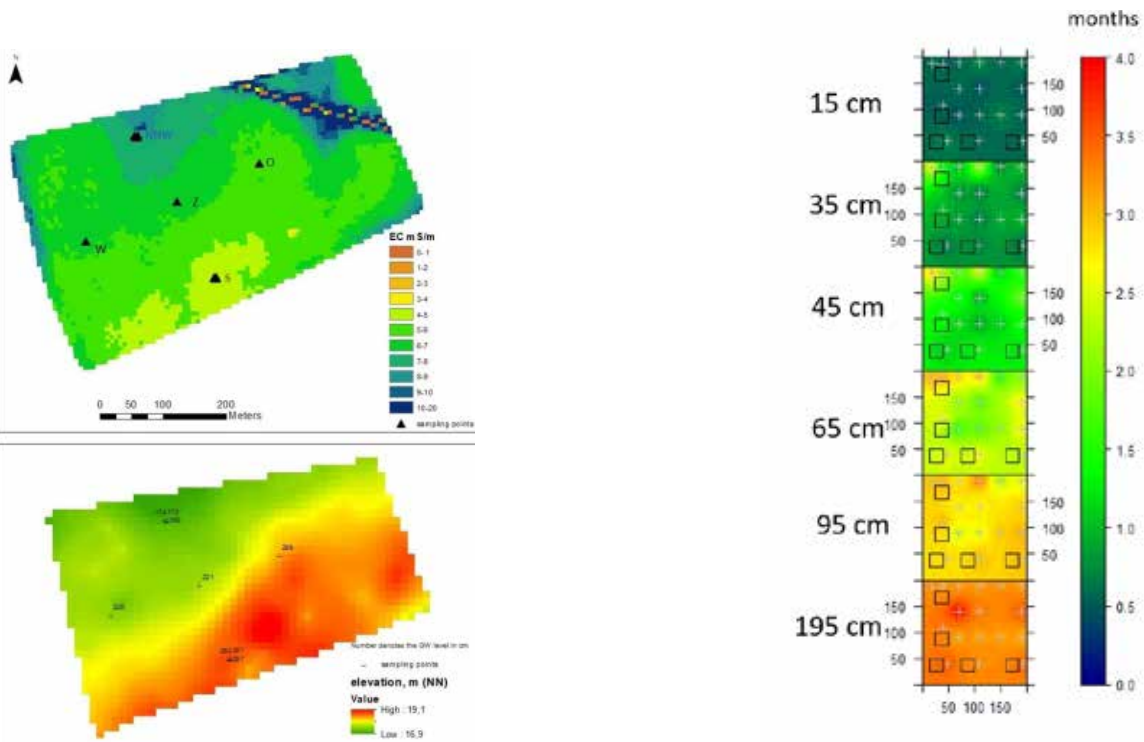 N
NNW
O
Z
W
S
EC m S/m
0-1
1-2
2-3
3-4
4-5
5-6
6-7
7-8
8-9
9-10
10-20
sampling points
0 50 100 200
Meters
Number denotes the GW level in cm
sampling points
elevation, m (NN)
Value
High : 19,1
Low : 16,9
months
15 cm
35 cm
45 cm
65 cm
95 cm
195 cm
150
100
50
150
100
50
150
100
50
150
100
50
150
100
50
150
100
50
50 100 150
4.0
3.5
3.0
2.5
2.0
1.5
1.0
0.5
0.0